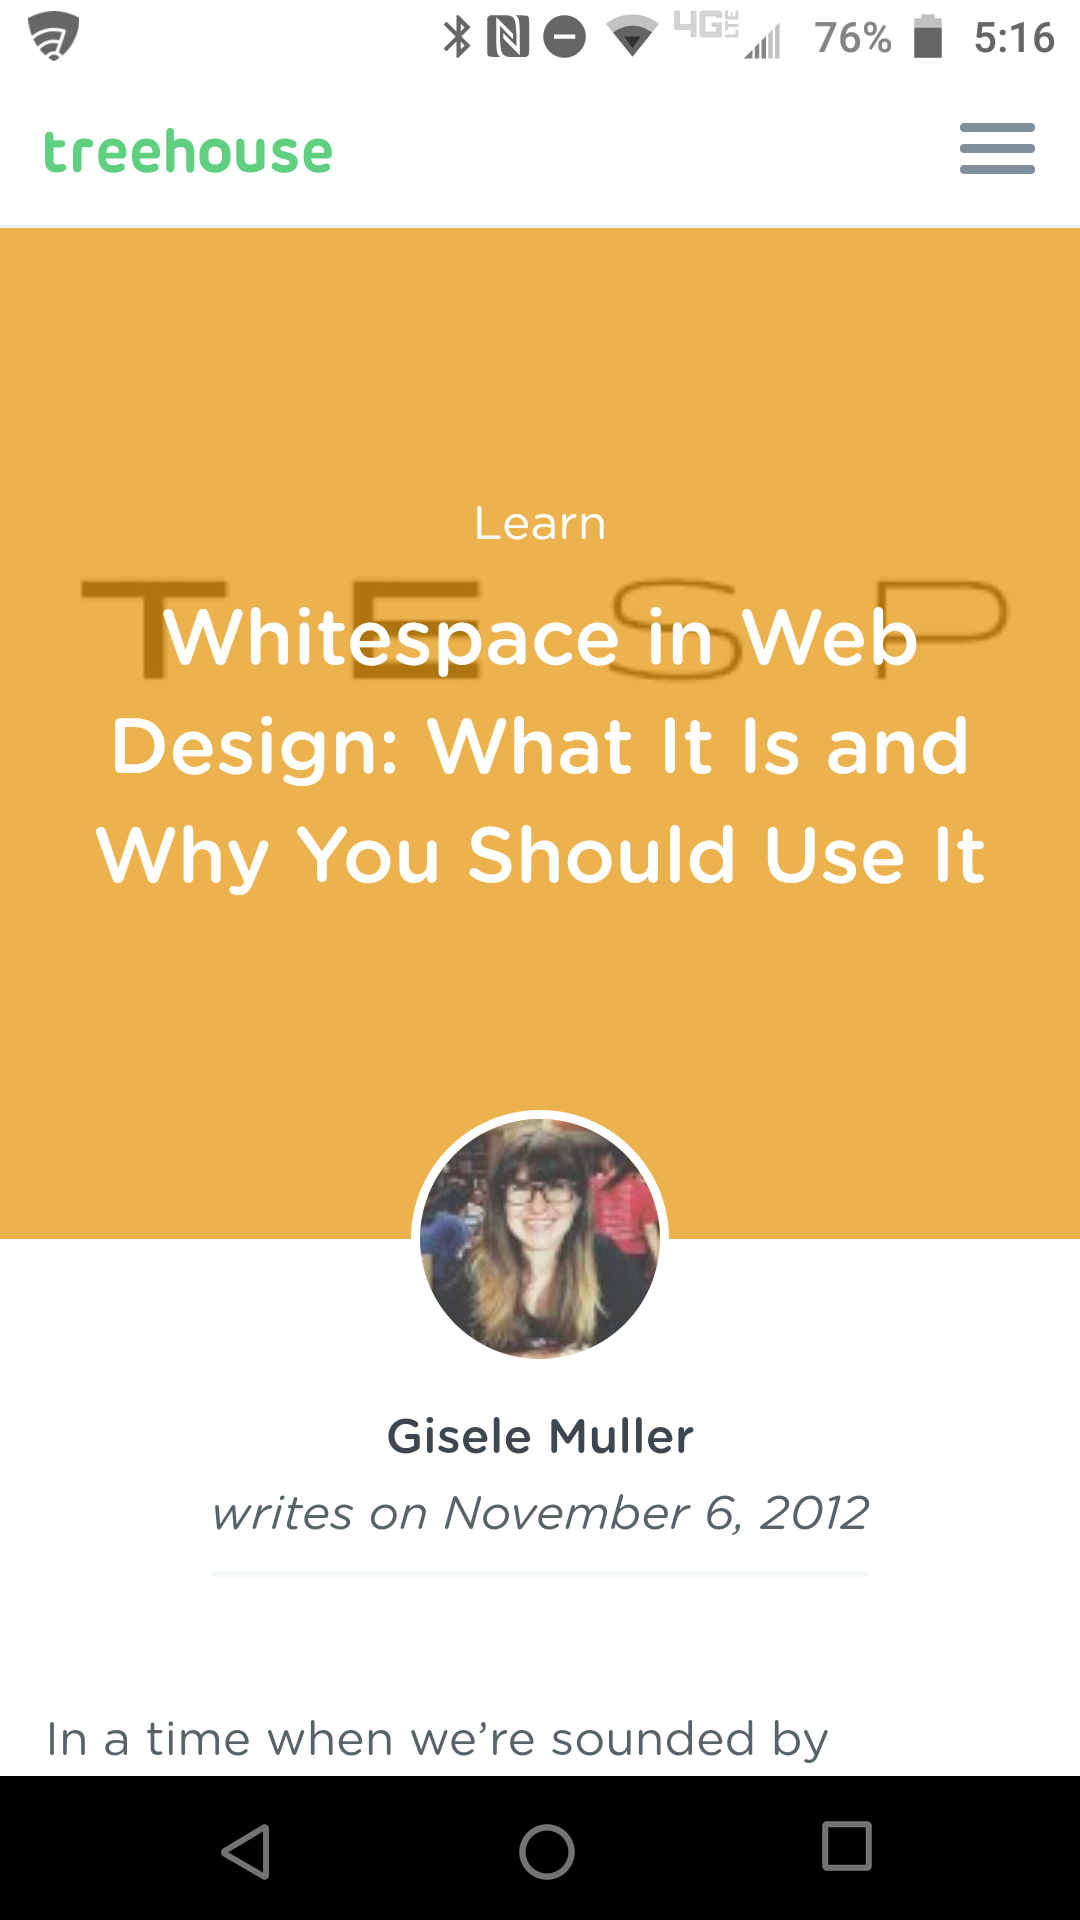 4G LTE 76% 5:16
treehouse
Learn
T E S P
Whitespace in Web
Design: What It Is and
Why You Should Use It
Gisele Muller
writes on November 6, 2012
In a time when we’re sounded by